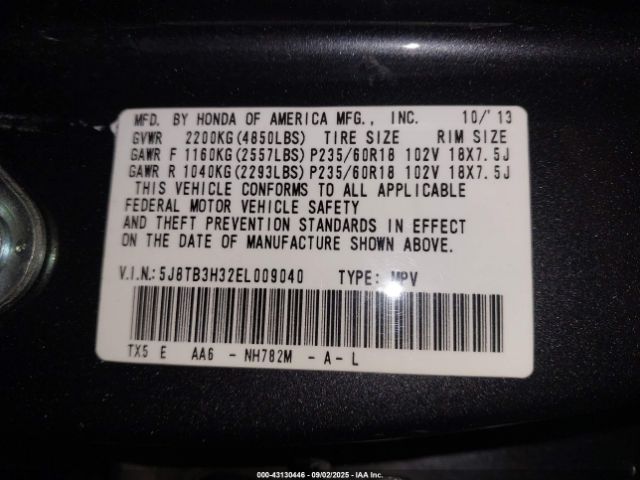 MFD. BY HONDA OF AMERICA MFG., INC. 10/'13
GVWR 2200KG(4850LBS) TIRE SIZE RIM SIZE
GAWR F 1160KG(2557LBS) P235/60R18 102V 18X7.5J
GAWR R 1040KG(2293LBS) P235/60R18 102V 18X7.5J
THIS VEHICLE CONFORMS TO ALL APPLICABLE
FEDERAL MOTOR VEHICLE SAFETY
AND THEFT PREVENTION STANDARDS IN EFFECT
ON THE DATE OF MANUFACTURE SHOWN ABOVE.
V.I.N.: 5J8TB3H32EL009040 TYPE: MPV
TX5 E AA6 - NH782M - A - L
000-43130446 - 09/02/2025 - IAA Inc.